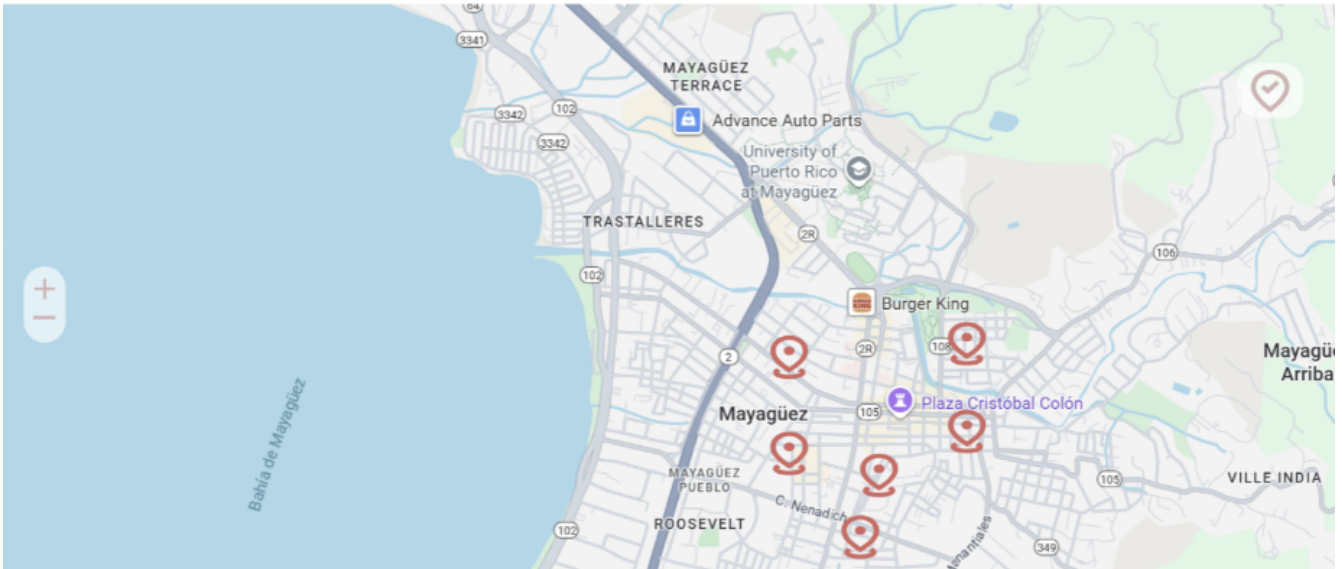 64
3341
MAYAGÜEZ
TERRACE
3342
102
Advance Auto Parts
3342
University of
Puerto Rico
at Mayagüez
TRASTALLERES
2R
106
102
Burger King
2R
108
2
Mayagüe
Arriba
Plaza Cristóbal Colón
105
Mayagüez
Bahía de Mayagüez
MAYAGÜEZ
PUEBLO
105
VILLE INDIA
C. Nenadich
ROOSEVELT
102
349